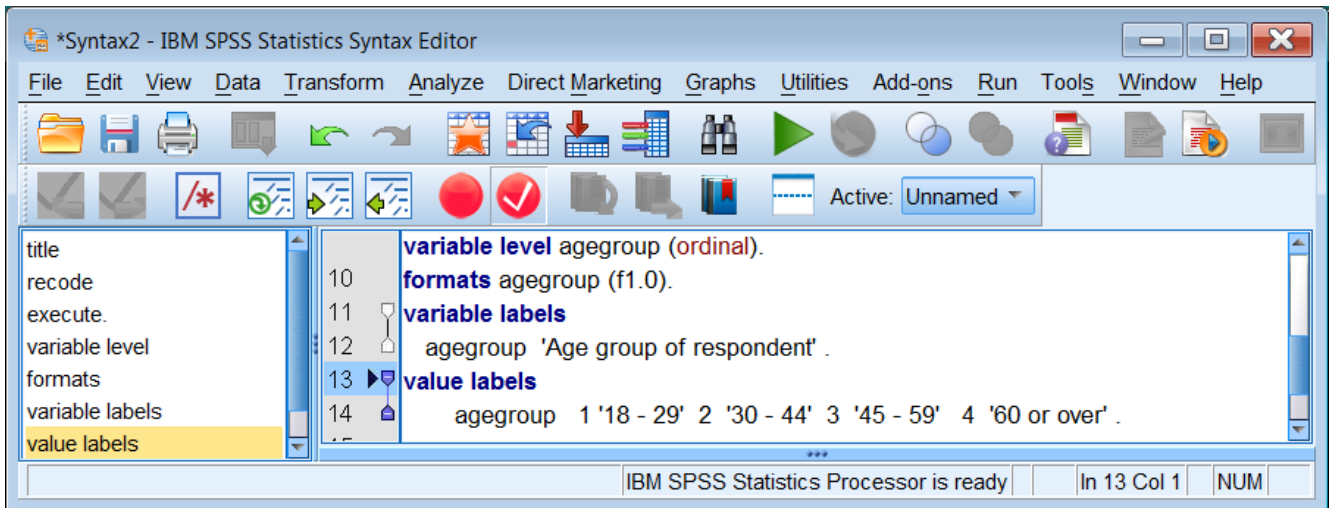 *Syntax2 - IBM SPSS Statistics Syntax Editor
File Edit View Data Transform Analyze Direct Marketing Graphs Utilities Add-ons Run Tools Window Help
/*
Active: Unnamed
title
recode
execute.
variable level
formats
variable labels
value labels
variable level agegroup (ordinal).
10 formats agegroup (f1.0).
11 variable labels
12 agegroup 'Age group of respondent' .
13 value labels
14 agegroup 1 '18 - 29' 2 '30 - 44' 3 '45 - 59' 4 '60 or over' .
IBM SPSS Statistics Processor is ready In 13 Col 1 NUM